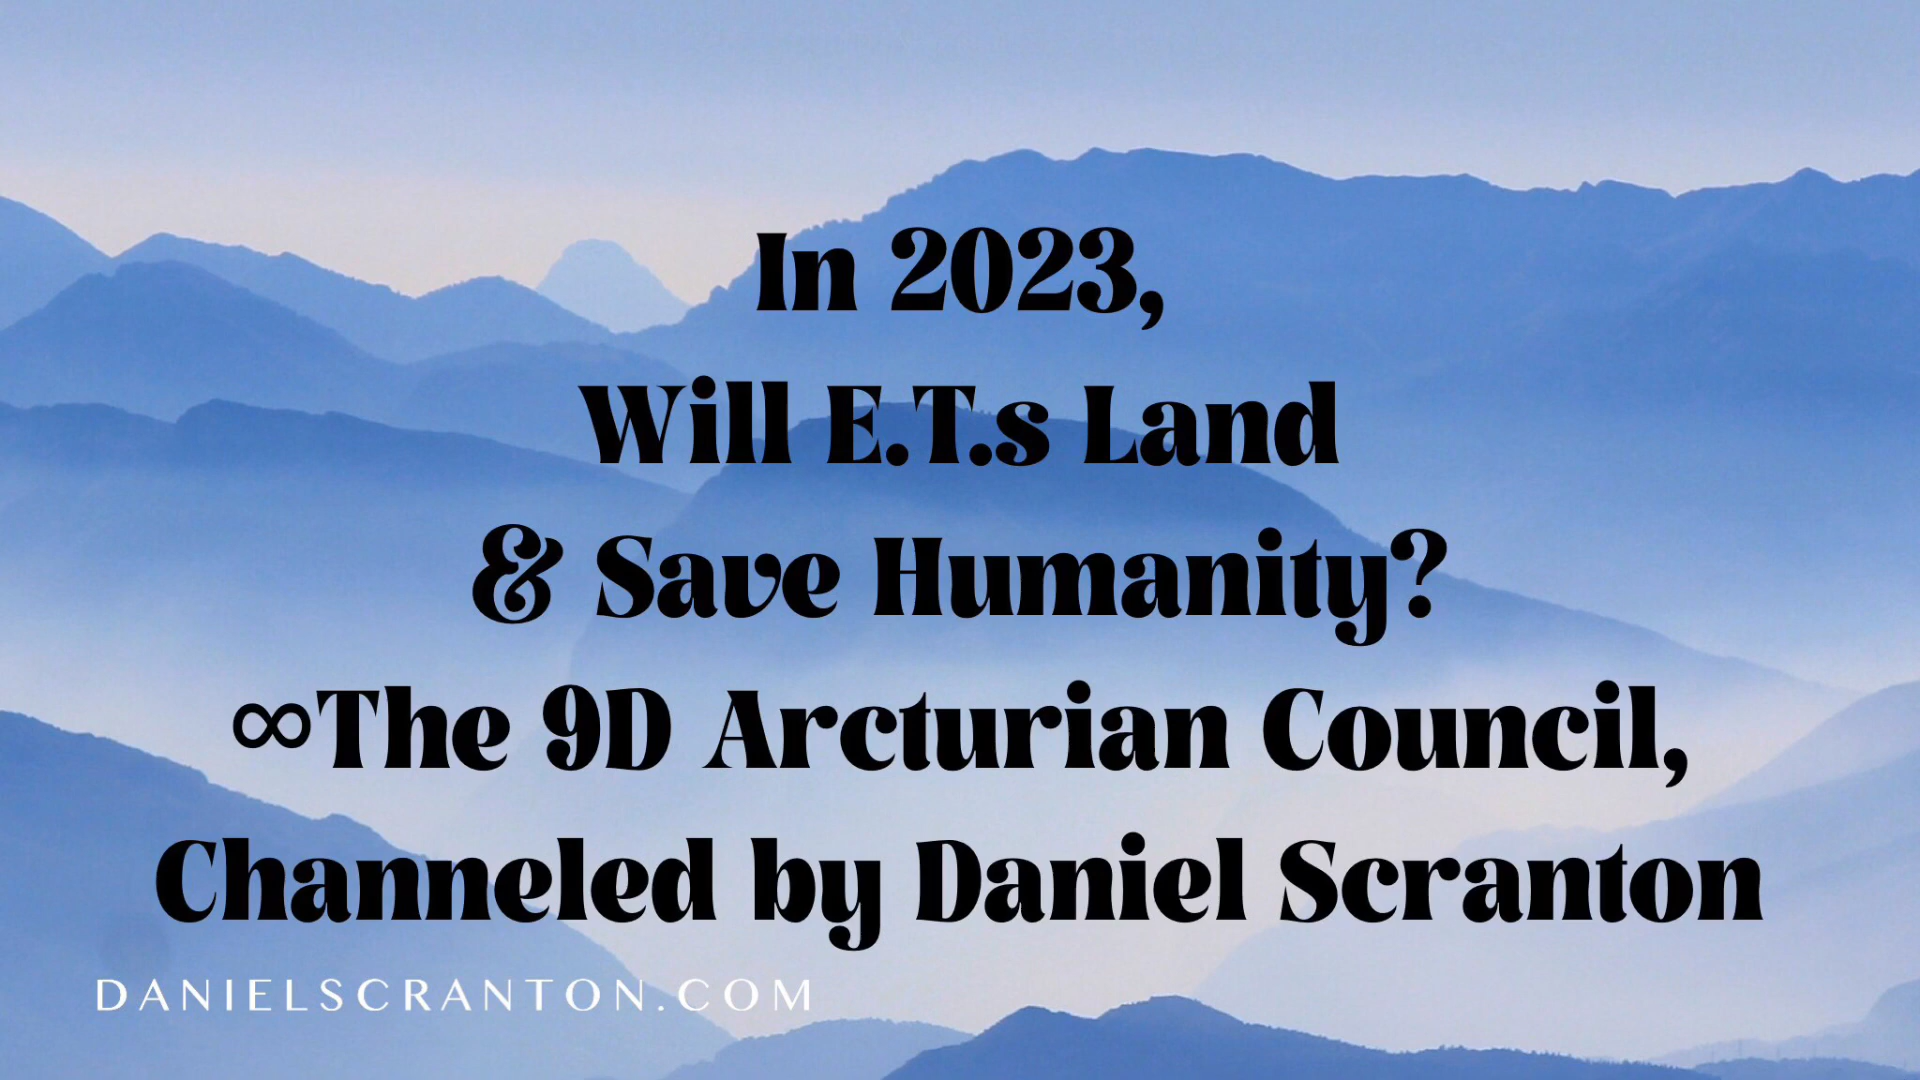 In 2023,
Will E.T.s Land
& Save Humanity?
∞The 9D Arcturian Council,
Channeled by Daniel Scranton
DANIELSCRANTON.COM